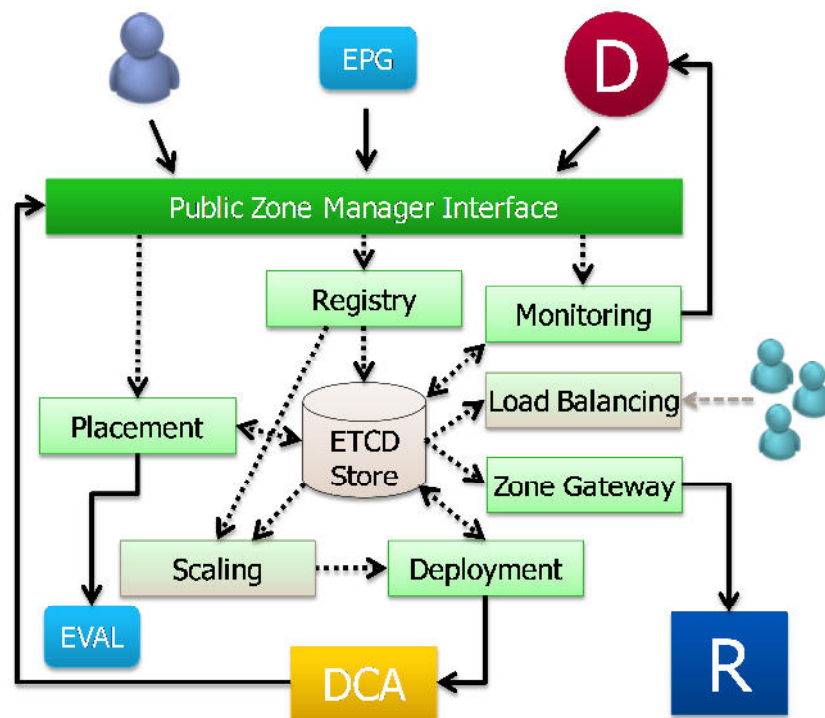 EPG
D
Public Zone Manager Interface
Registry
Monitoring
Load Balancing
Placement
ETCD
Store
Zone Gateway
Scaling
Deployment
EVAL
DCA
R